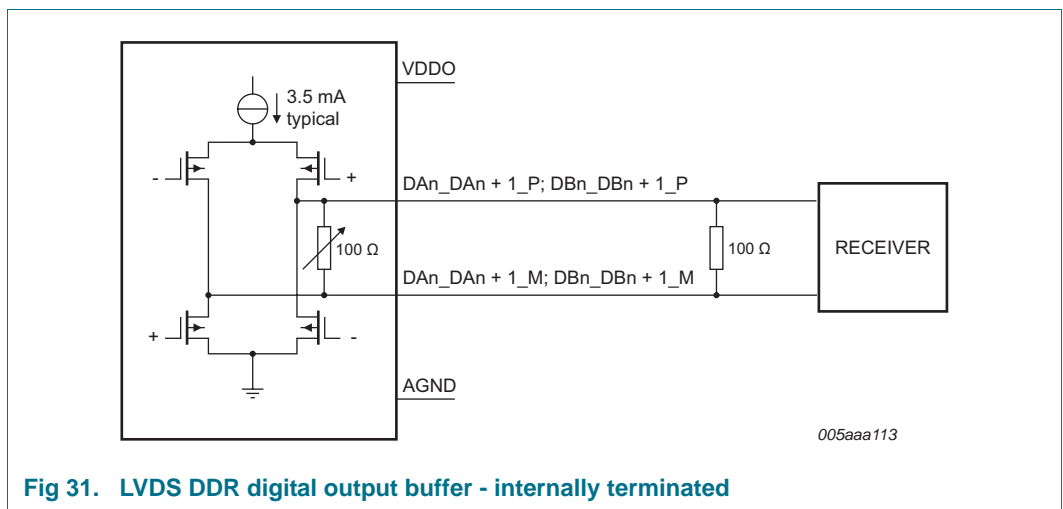 VDDO
3.5 mA
typical
-
+
DAn_DAn + 1_P; DBn_DBn + 1_P
100 Ω
100 Ω
RECEIVER
DAn_DAn + 1_M; DBn_DBn + 1_M
+
-
AGND
005aaa113
Fig 31. LVDS DDR digital output buffer - internally terminated